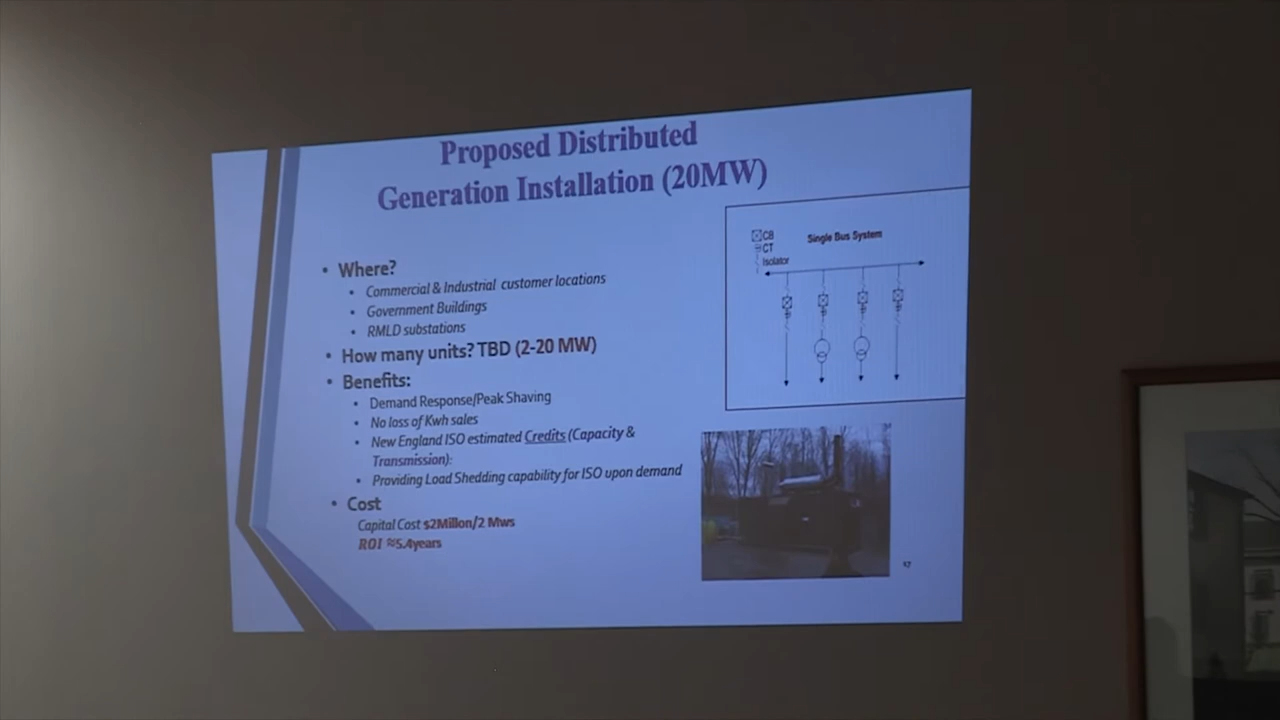 Proposed Distributed
Generation Installation (20MW)
• Where?
• Commercial & Industrial customer locations
• Government Buildings
• RMLD substations
• How many units? TBD (2-20 MW)
• Benefits:
• Demand Response/Peak Shaving
• No loss of Kwh sales
• New England ISO estimated Credits (Capacity &
Transmission):
• Providing Load Shedding capability for ISO upon demand
• Cost
Capital Cost $2Millon/2 Mws
ROI ≈5.4years
CB
CT
Isolator
Single Bus System
17